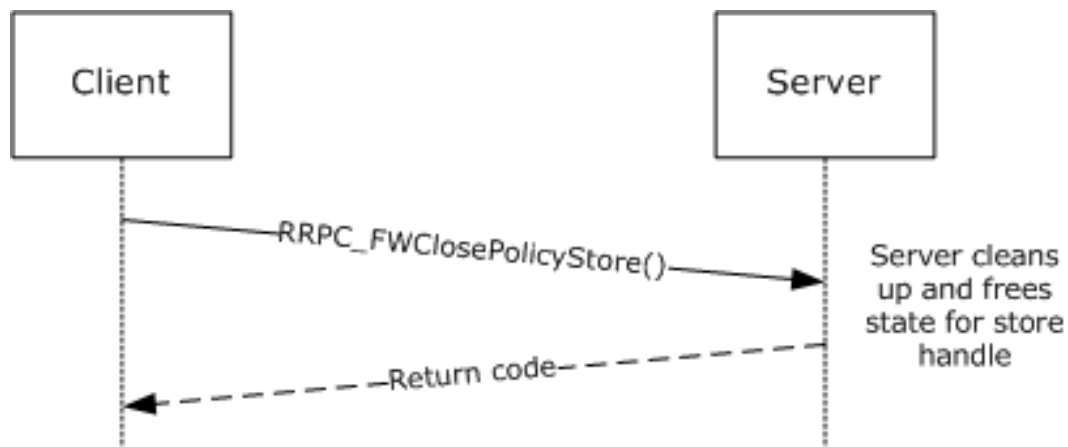 Client
Server
RRPC_FWClosePolicyStore()
Server cleans
up and frees
state for store
handle
Return code